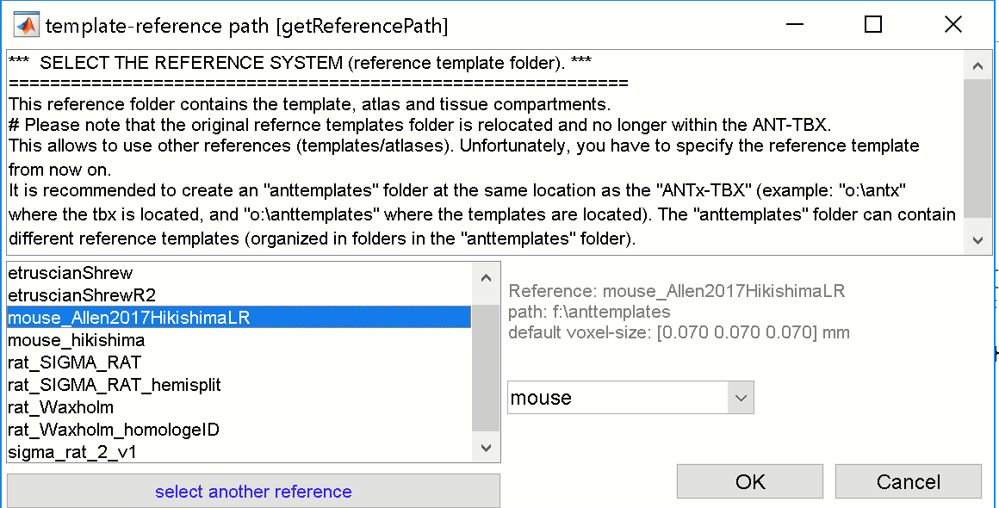 template-reference path [getReferencePath]
*** SELECT THE REFERENCE SYSTEM (reference template folder). ***
============================================================
This reference folder contains the template, atlas and tissue compartments.
# Please note that the original refernce templates folder is relocated and no longer within the ANT-TBX.
This allows to use other references (templates/atlases). Unfortunately, you have to specify the reference template
from now on.
It is recommended to create an "anttemplates" folder at the same location as the "ANTx-TBX" (example: "o:\antx"
where the tbx is located, and "o:\anttemplates" where the templates are located). The "anttemplates" folder can contain
different reference templates (organized in folders in the "anttemplates" folder).
etruscianShrew
etruscianShrewR2
mouse_Allen2017HikishimaLR
mouse_hikishima
rat_SIGMA_RAT
rat_SIGMA_RAT_hemisplit
rat_Waxholm
rat_Waxholm_homologeID
sigma_rat_2_v1
select another reference
Reference: mouse_Allen2017HikishimaLR
path: f:\anttemplates
default voxel-size: [0.070 0.070 0.070] mm
mouse
OK
Cancel